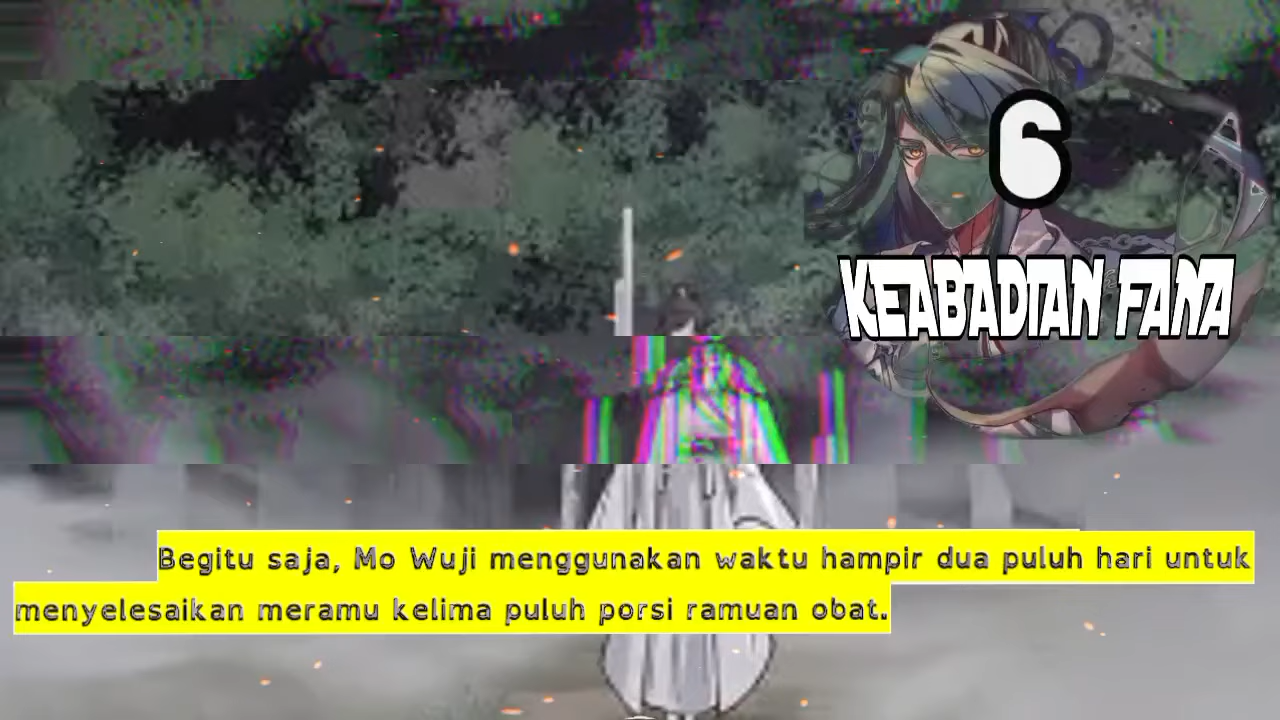 6
KEABADIAN FANA
Begitu saja, Mo Wuji menggunakan waktu hampir dua puluh hari untuk
menyelesaikan meramu kelima puluh porsi ramuan obat.